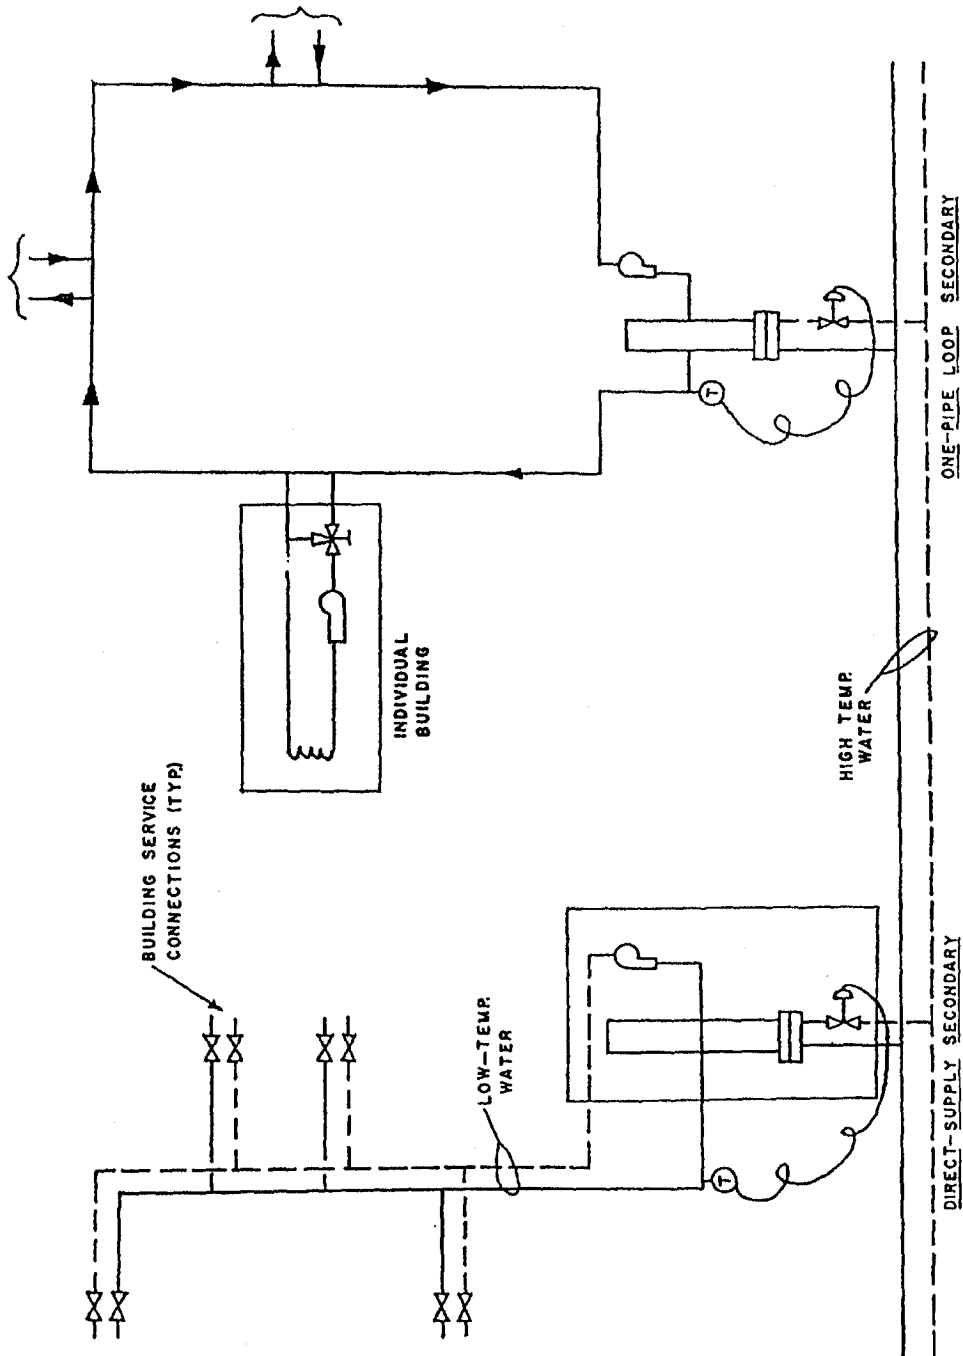 BUILDING SERVICE
CONNECTIONS (TYP.)
LOW-TEMP.
WATER
T
DIRECT-SUPPLY SECONDARY
INDIVIDUAL
BUILDING
HIGH TEMP.
WATER
T
ONE-PIPE LOOP SECONDARY